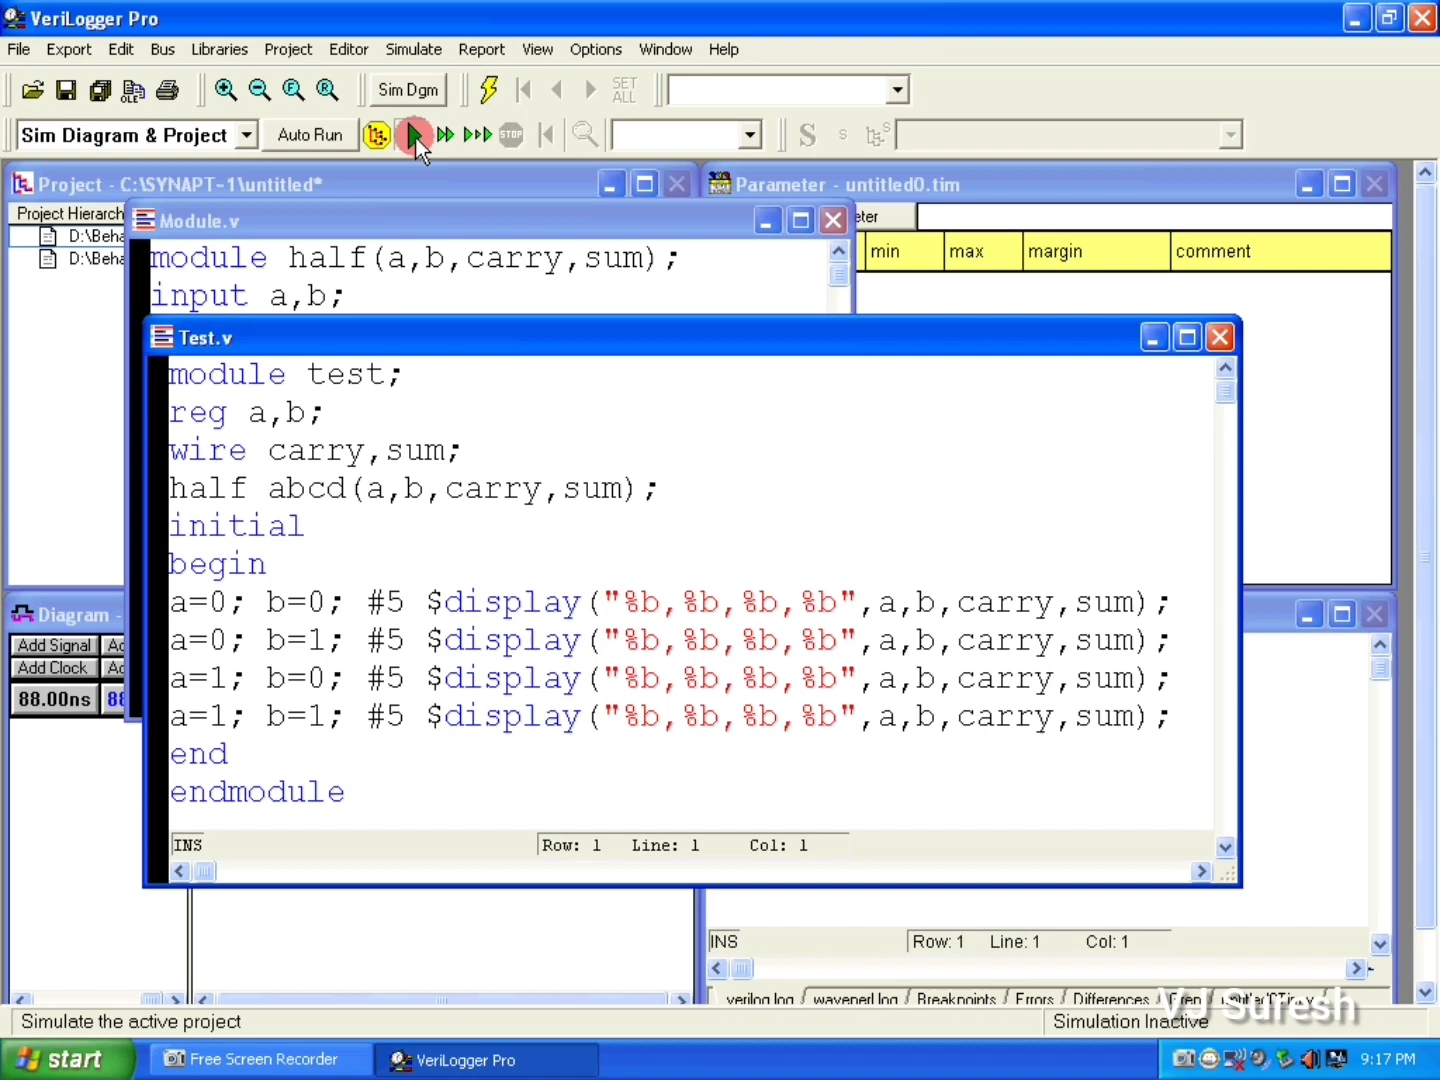 VeriLogger Pro
File Export Edit Bus Libraries Project Editor Simulate Report View Options Window Help
Sim Dgm
SET
ALL
Sim Diagram & Project Auto Run STOP S s
Project - C:\SYNAPT-1\untitled*
Parameter - untitled0.tim
Project Hierarch
D:\Beha
D:\Beha
Module.v
module half(a,b,carry,sum);
input a,b;
eter
min max margin comment
Test.v
module test;
reg a,b;
wire carry,sum;
half abcd(a,b,carry,sum);
initial
begin
a=0; b=0; #5 $display("%b,%b,%b,%b",a,b,carry,sum);
a=0; b=1; #5 $display("%b,%b,%b,%b",a,b,carry,sum);
a=1; b=0; #5 $display("%b,%b,%b,%b",a,b,carry,sum);
a=1; b=1; #5 $display("%b,%b,%b,%b",a,b,carry,sum);
end
endmodule
INS Row: 1 Line: 1 Col: 1
Diagram -
Add Signal
Add Clock
88.00ns
INS Row: 1 Line: 1 Col: 1
verilog.log waveperl.log Breakpoints Errors Differences
VJ Suresh
Simulate the active project
Simulation Inactive
start Free Screen Recorder VeriLogger Pro 9:17 PM